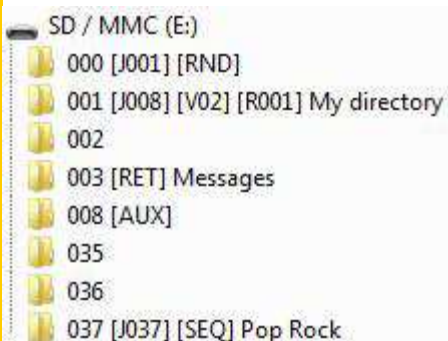 SD / MMC (E:)
000 [J001] [RND]
001 [J008] [V02] [R001] My directory
002
003 [RET] Messages
008 [AUX]
035
036
037 [J037] [SEQ] Pop Rock